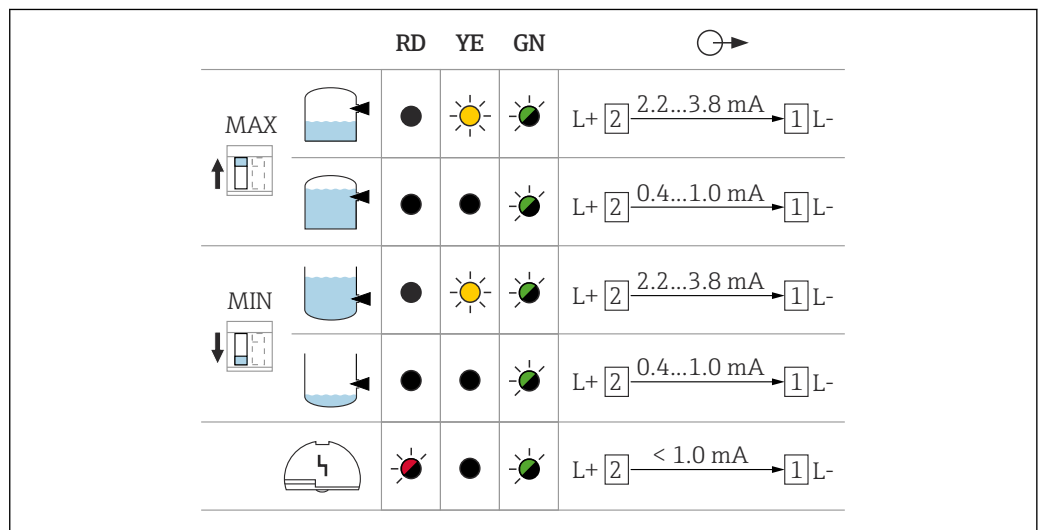 RD YE GN
MAX
L+ 2 2.2...3.8 mA 1 L-
L+ 2 0.4...1.0 mA 1 L-
MIN
L+ 2 2.2...3.8 mA 1 L-
L+ 2 0.4...1.0 mA 1 L-
L+ 2 < 1.0 mA 1 L-